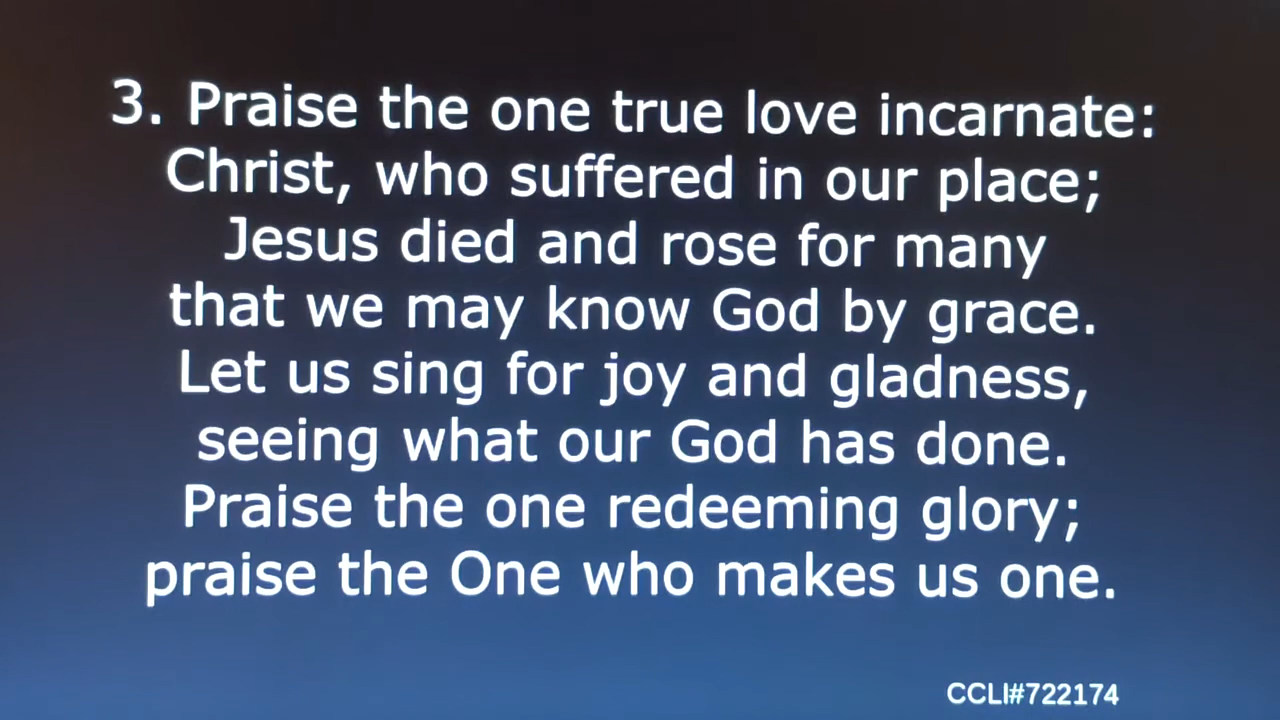 3. Praise the one true love incarnate:
Christ, who suffered in our place;
Jesus died and rose for many
that we may know God by grace.
Let us sing for joy and gladness,
seeing what our God has done.
Praise the one redeeming glory;
praise the One who makes us one.
CCLI#722174